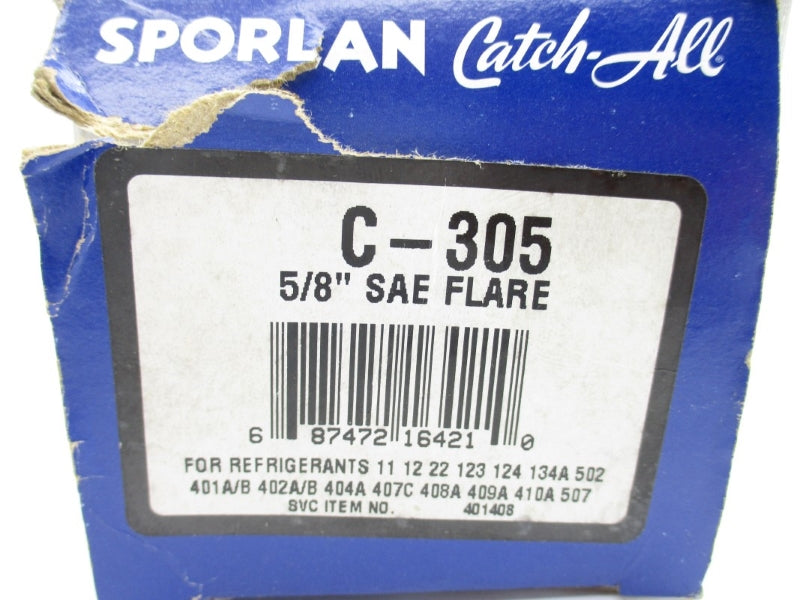 SPORLAN Catch-All®
C-305
5/8" SAE FLARE
6 87472 16421 0
FOR REFRIGERANTS 11 12 22 123 124 134A 502
401A/B 402A/B 404A 407C 408A 409A 410A 507
SVC ITEM NO. 401408